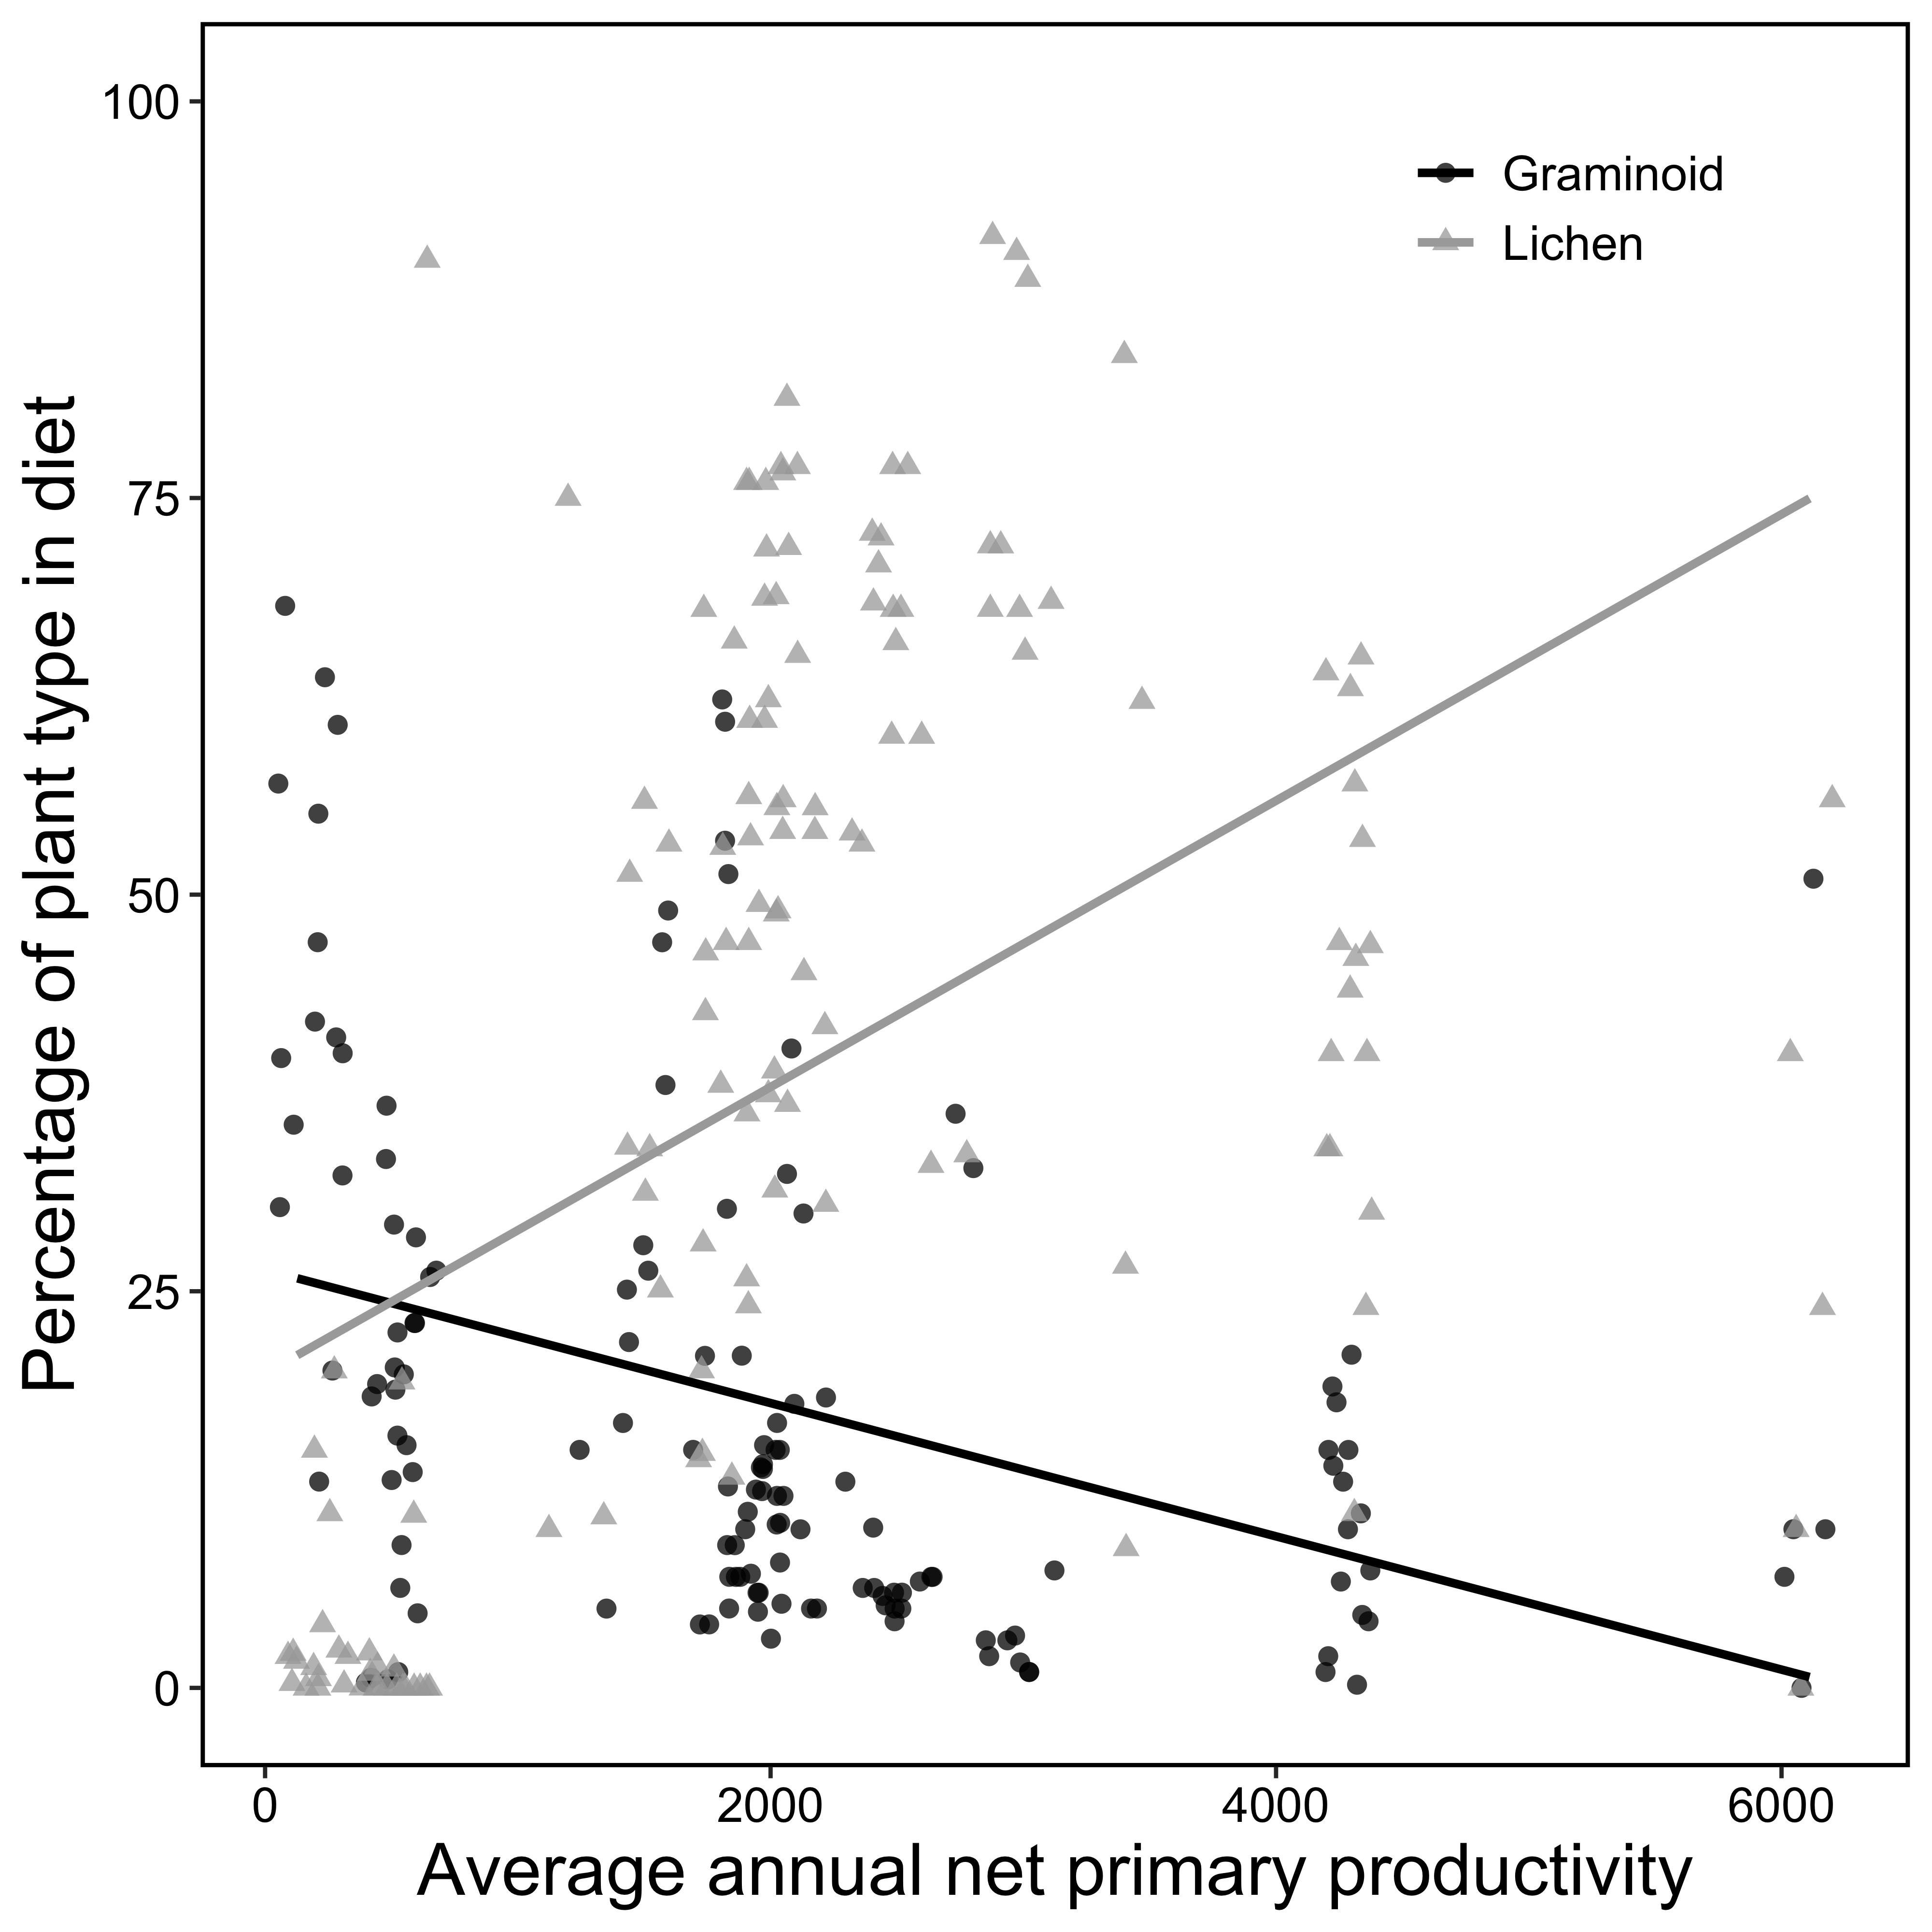 Percentage of plant type in diet
100
75
50
25
0
Graminoid
Lichen
0 2000 4000 6000
Average annual net primary productivity